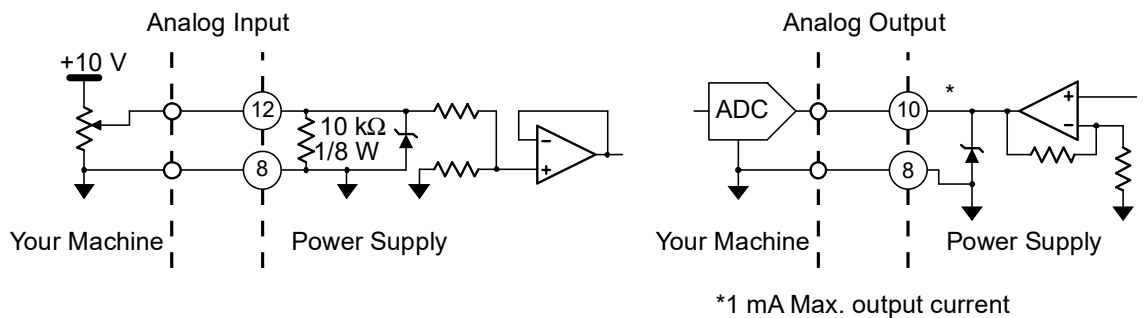 Analog Input
+10 V
12
10 kΩ
1/8 W
8
−
+
Your Machine
Power Supply
Analog Output
ADC
10
*
+
−
8
Your Machine
Power Supply
*1 mA Max. output current